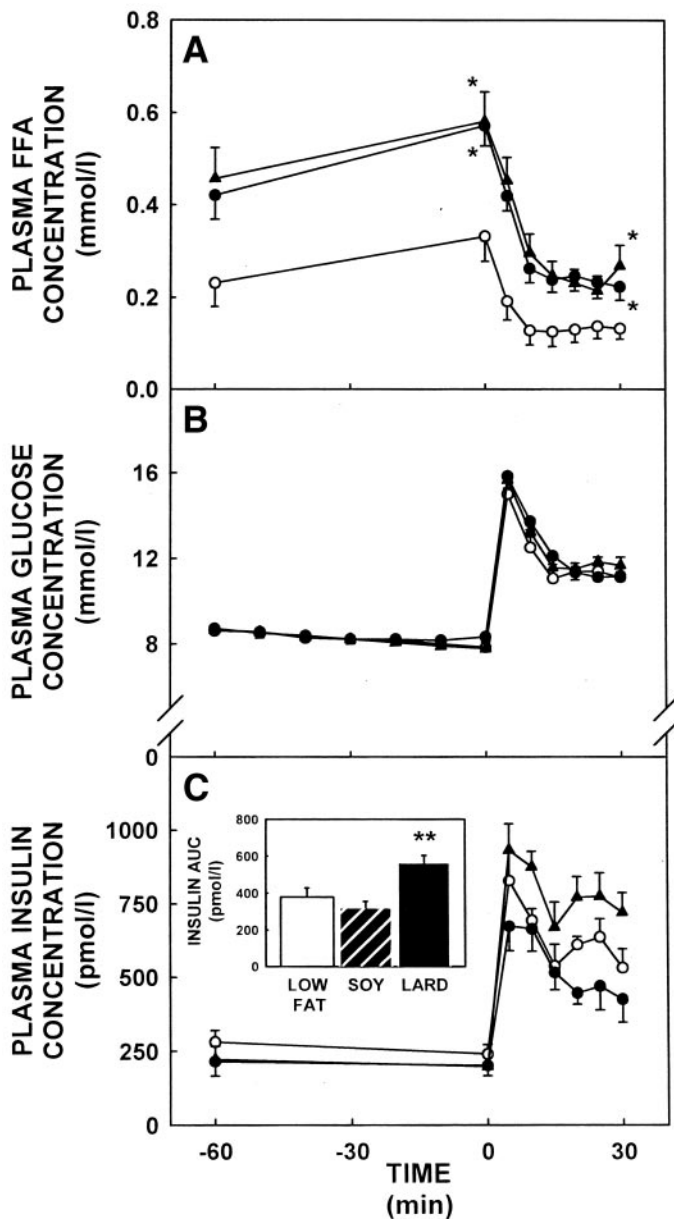 A
PLASMA FFA
CONCENTRATION
(mmol/l)
0.8
0.6
0.4
0.2
0.0
*
*
*
*
B
PLASMA GLUCOSE
CONCENTRATION
(mmol/l)
16
12
8
0
C
PLASMA INSULIN
CONCENTRATION
(pmol/l)
1000
750
500
250
0
INSULIN AUC
(pmol/l)
800
600
400
200
0
**
LOW
FAT
SOY
LARD
-60
-30
0
30
TIME
(min)